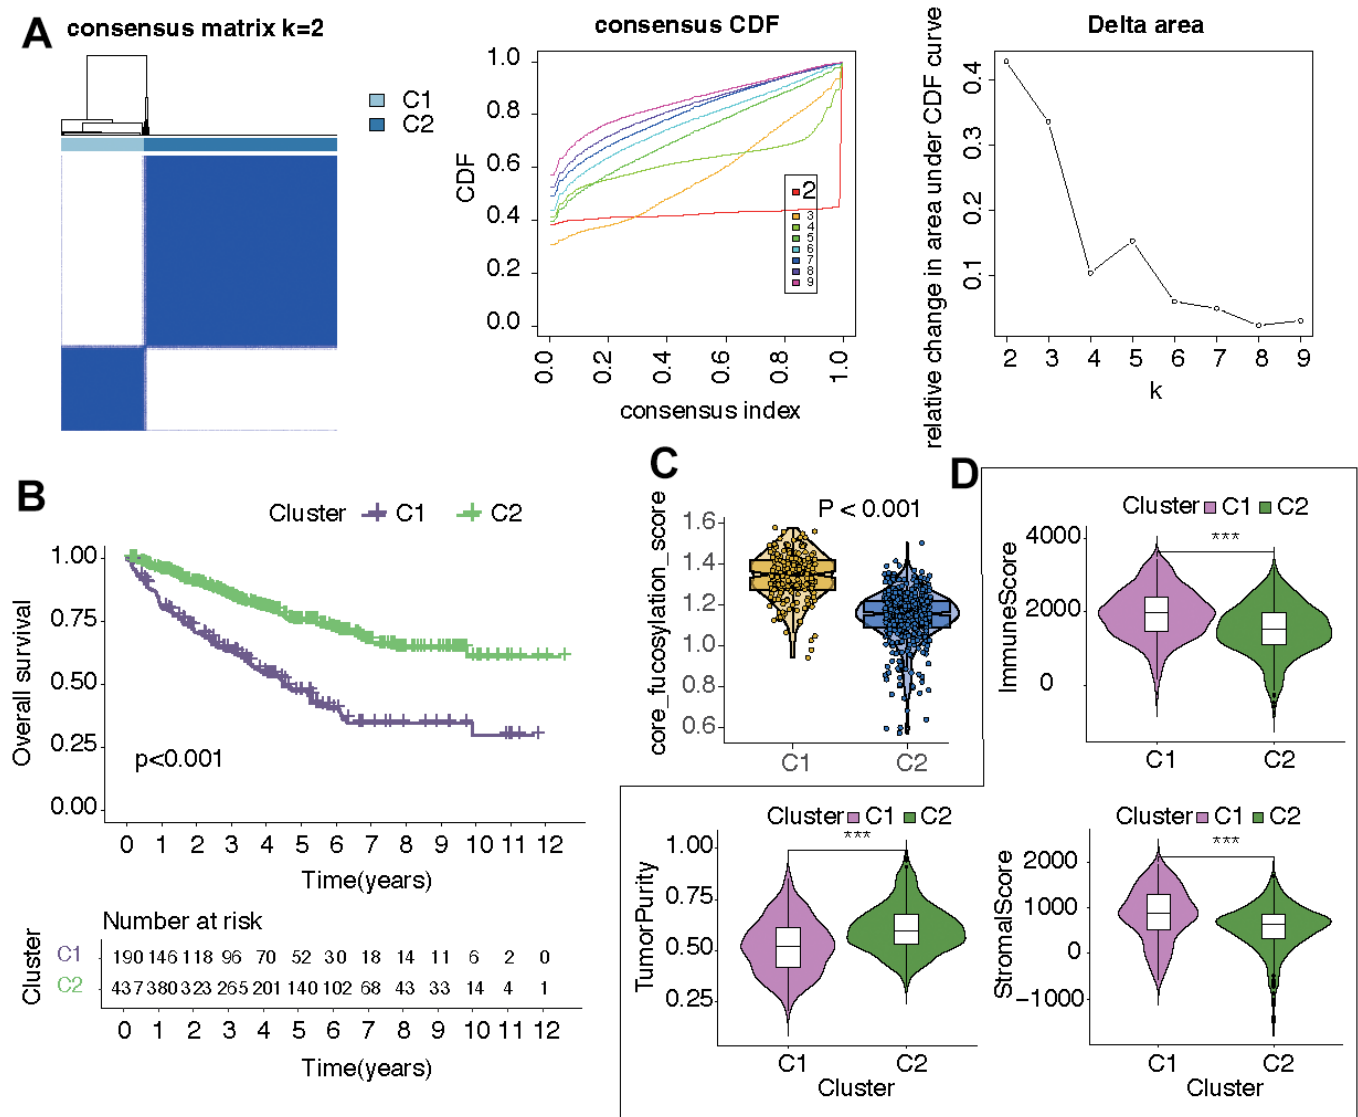 A
consensus matrix k=2
C1
C2
consensus CDF
CDF
1.0
0.8
0.6
0.4
0.2
0.0
2
3
4
5
6
7
8
9
0.0 0.2 0.4 0.6 0.8 1.0
consensus index
Delta area
relative change in area under CDF curve
0.4
0.3
0.2
0.1
2 3 4 5 6 7 8 9
k
B
Cluster C1 C2
Overall survival
1.00
0.75
0.50
0.25
0.00
p<0.001
0 1 2 3 4 5 6 7 8 9 10 11 12
Time(years)
Number at risk
Cluster
C1 190 146 118 96 70 52 30 18 14 11 6 2 0
C2 437 380 323 265 201 140 102 68 43 33 14 4 1
0 1 2 3 4 5 6 7 8 9 10 11 12
Time(years)
C
core_fucosylation_score
P < 0.001
1.6
1.4
1.2
1.0
0.8
0.6
C1 C2
D
Cluster C1 C2
***
ImmuneScore
4000
2000
0
C1 C2
Cluster C1 C2
***
TumorPurity
1.00
0.75
0.50
0.25
C1 C2
Cluster
Cluster C1 C2
***
StromalScore
2000
1000
0
−1000
C1 C2
Cluster